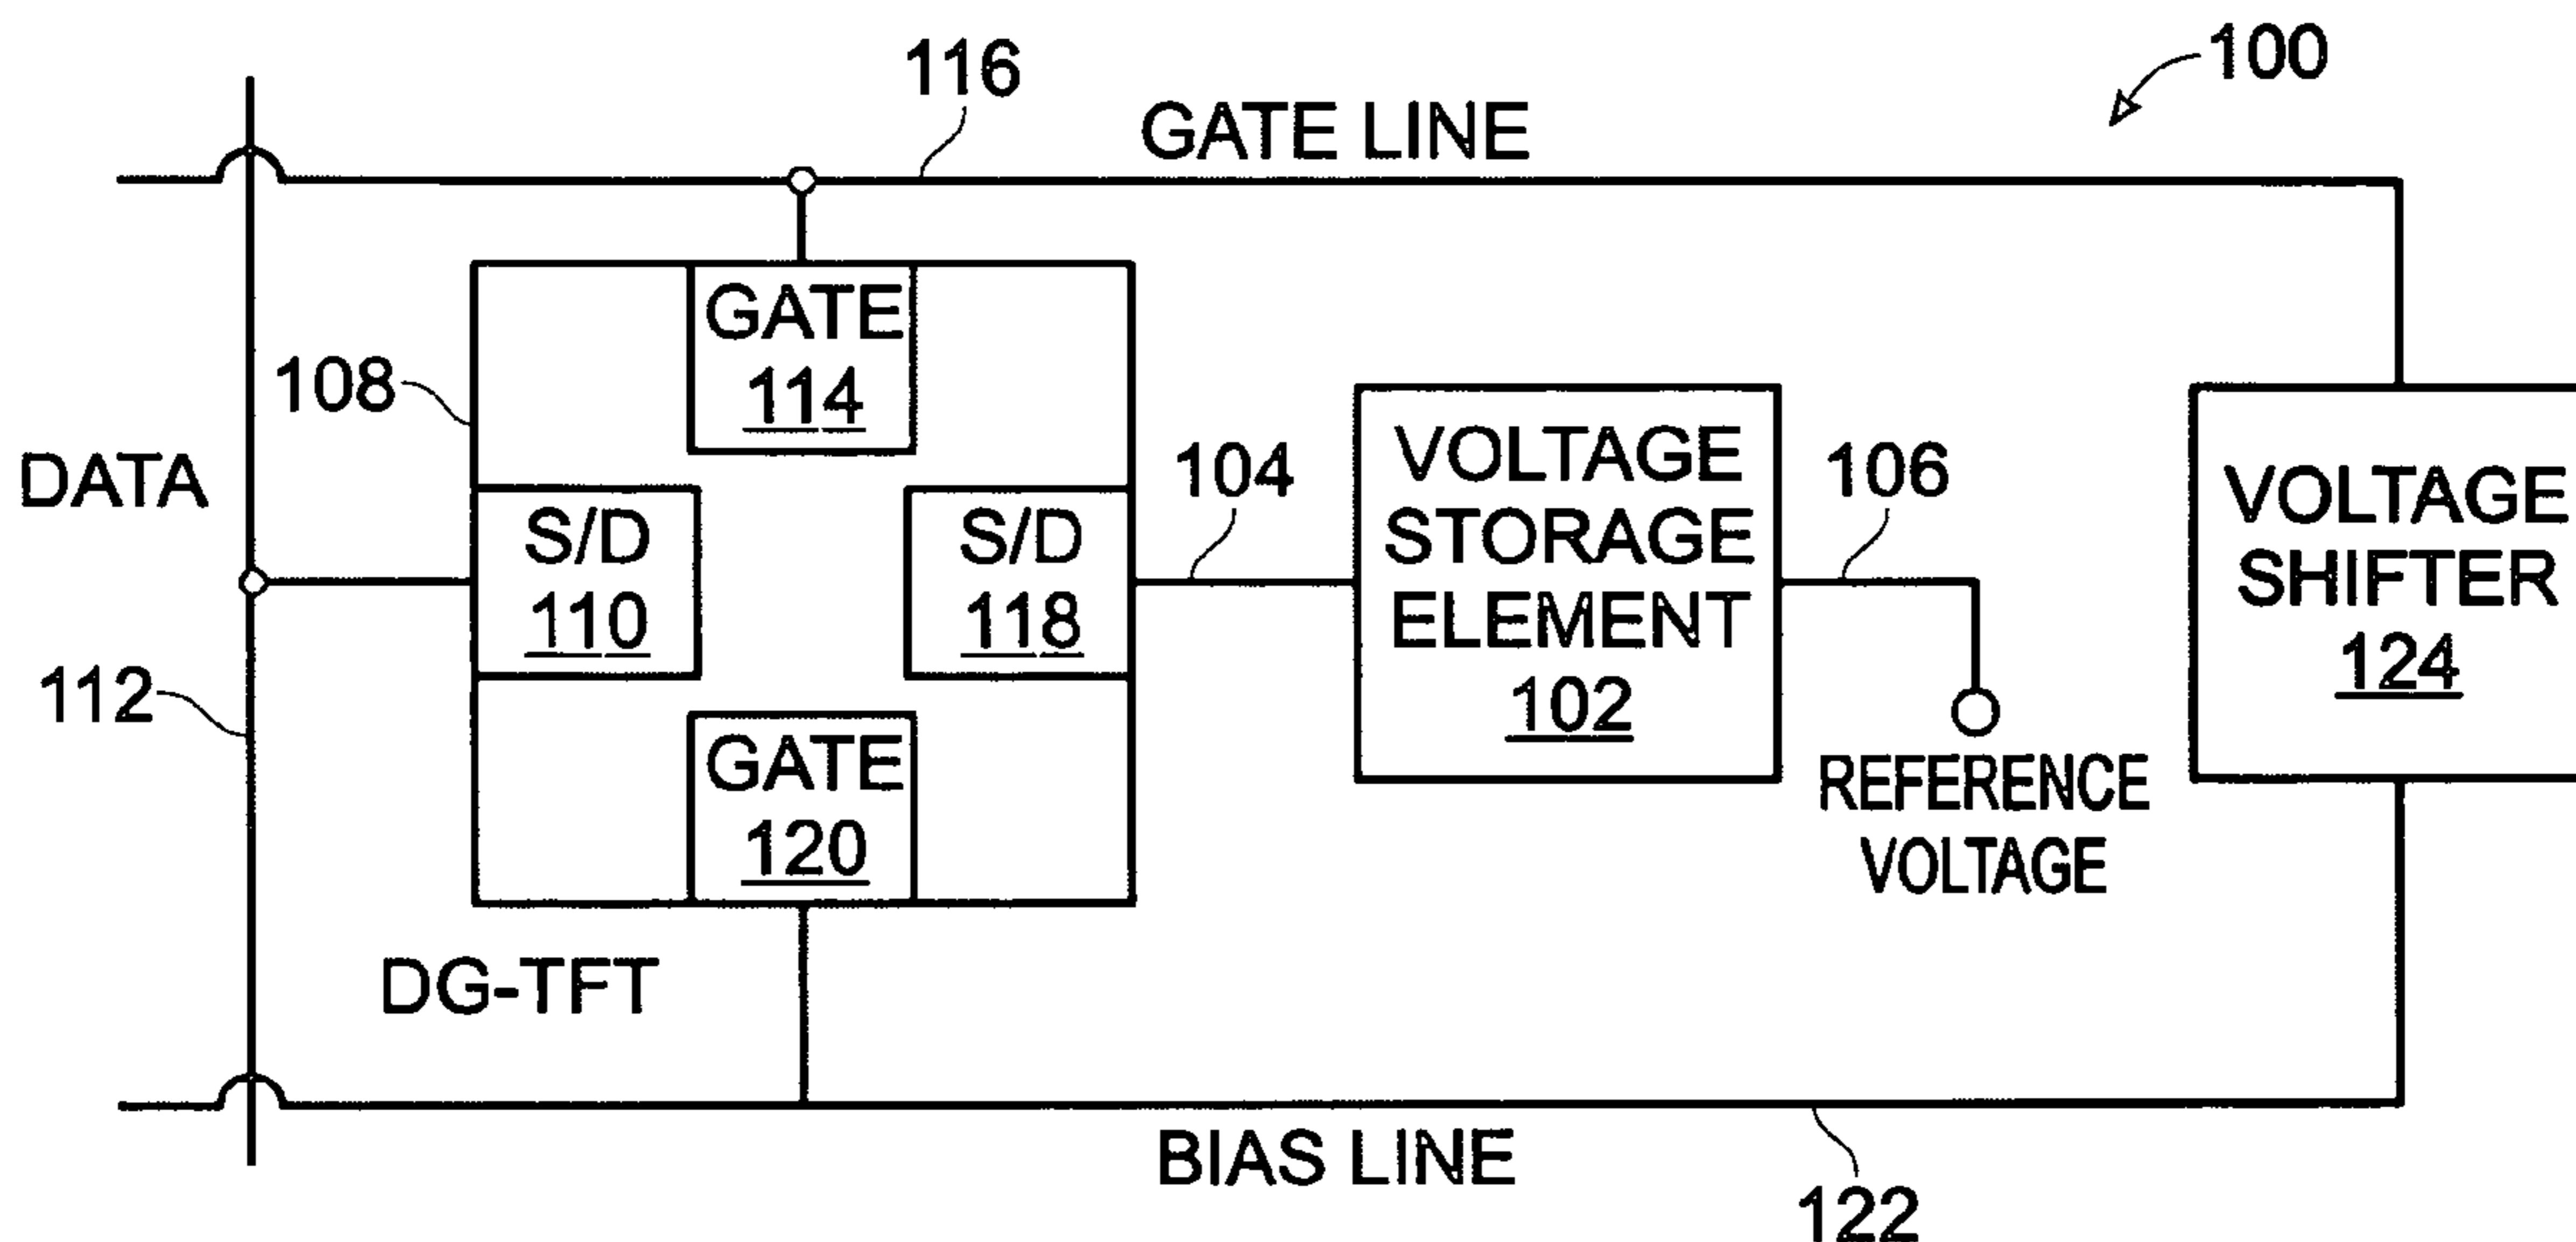 100
116
GATE LINE
GATE
114
108
DATA
S/D
110
S/D
118
104
VOLTAGE
STORAGE
ELEMENT
102
106
VOLTAGE
SHIFTER
124
112
GATE
120
REFERENCE
VOLTAGE
DG-TFT
BIAS LINE
122